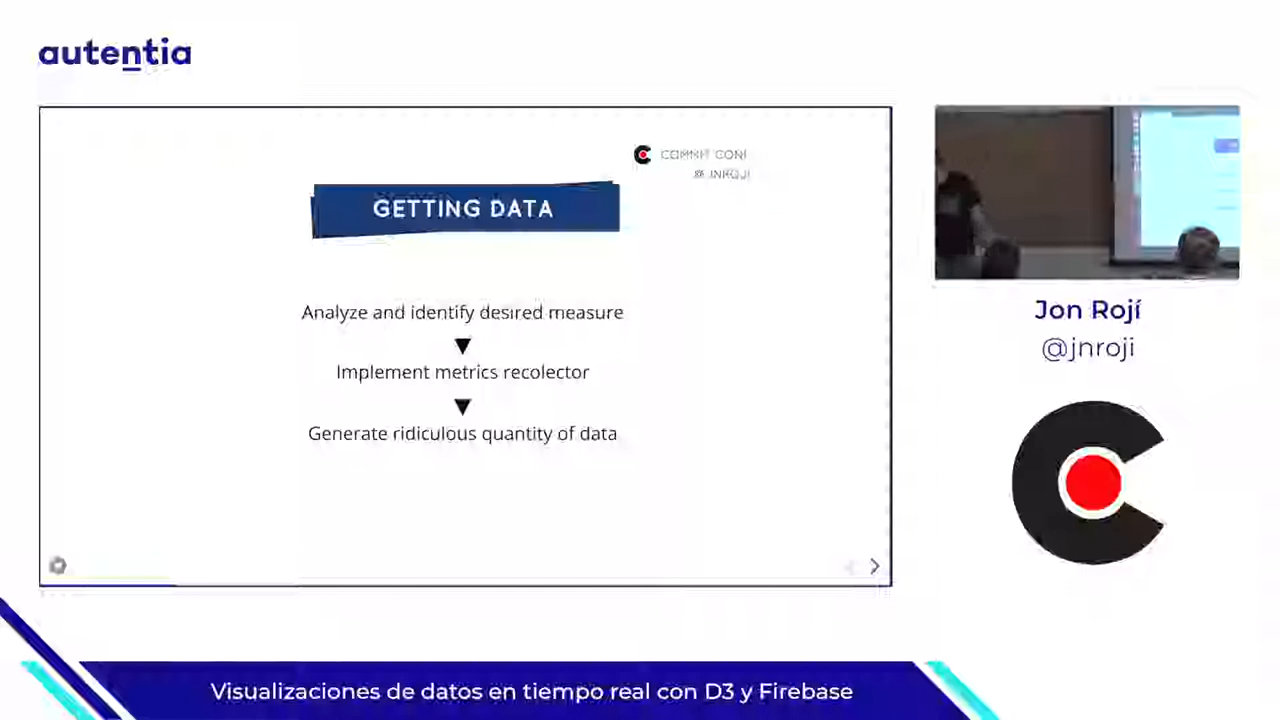 autentia
COMMIT CONF
@JNROJI
GETTING DATA
Analyze and identify desired measure
Implement metrics recolector
Generate ridiculous quantity of data
Jon Rojí
@jnroji
Visualizaciones de datos en tiempo real con D3 y Firebase